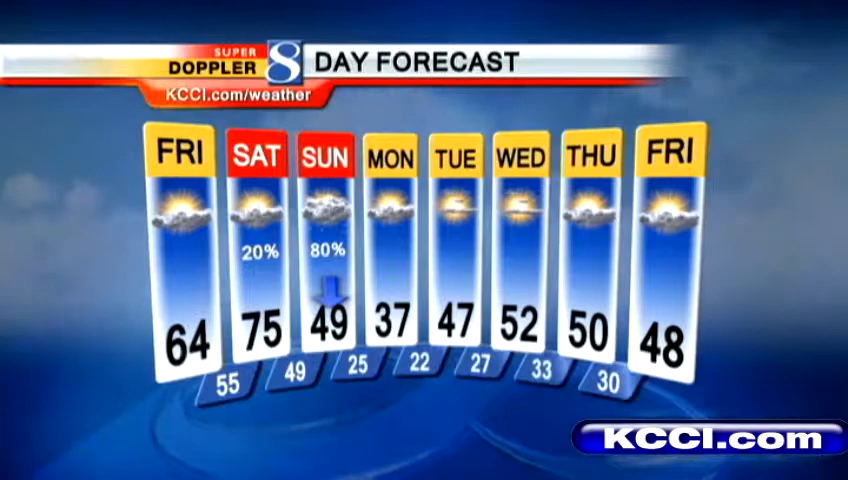 SUPER
DOPPLER 8 DAY FORECAST
KCCI.com/weather
FRI SAT SUN MON TUE WED THU FRI
20% 80%
64 75 49 37 47 52 50 48
55 49 25 22 27 33 30
KCCI.com